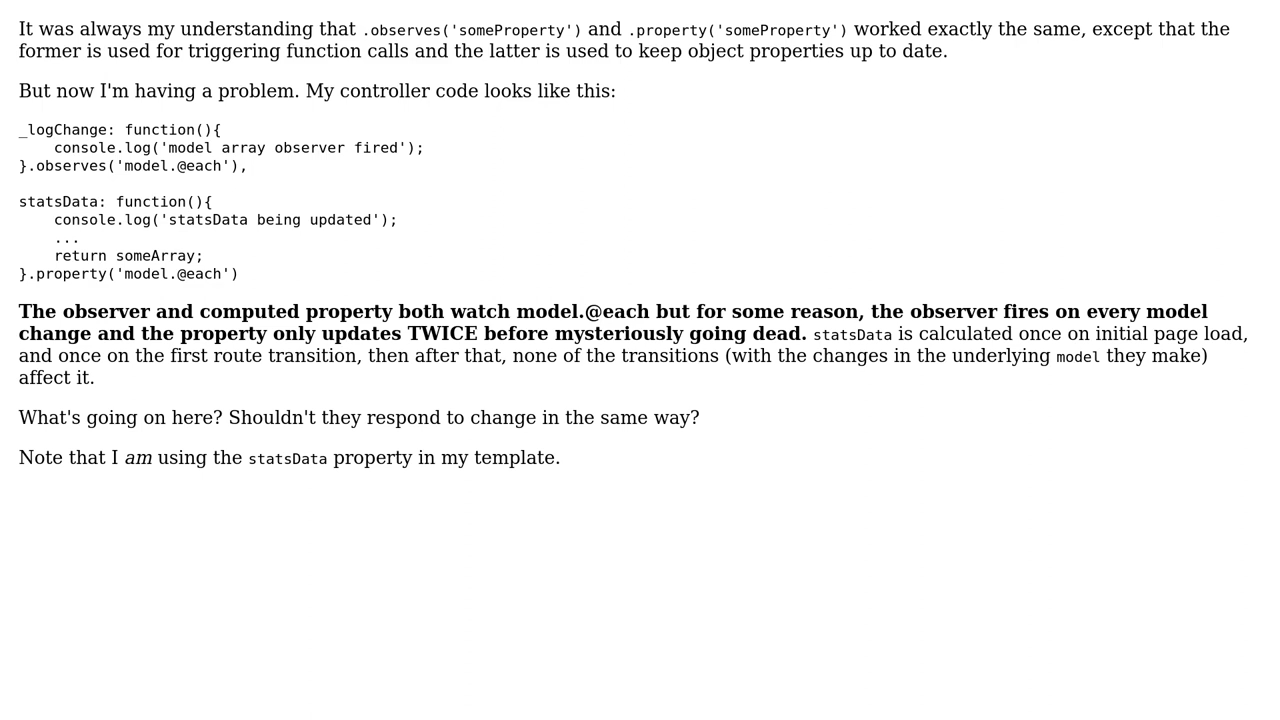 It was always my understanding that .observes('someProperty') and .property('someProperty') worked exactly the same, except that the
former is used for triggering function calls and the latter is used to keep object properties up to date.
But now I'm having a problem. My controller code looks like this:
_logChange: function(){
    console.log('model array observer fired');
}.observes('model.@each'),
statsData: function(){
    console.log('statsData being updated');
    ...
    return someArray;
}.property('model.@each')
The observer and computed property both watch model.@each but for some reason, the observer fires on every model
change and the property only updates TWICE before mysteriously going dead. statsData is calculated once on initial page load,
and once on the first route transition, then after that, none of the transitions (with the changes in the underlying model they make)
affect it.
What's going on here? Shouldn't they respond to change in the same way?
Note that I am using the statsData property in my template.